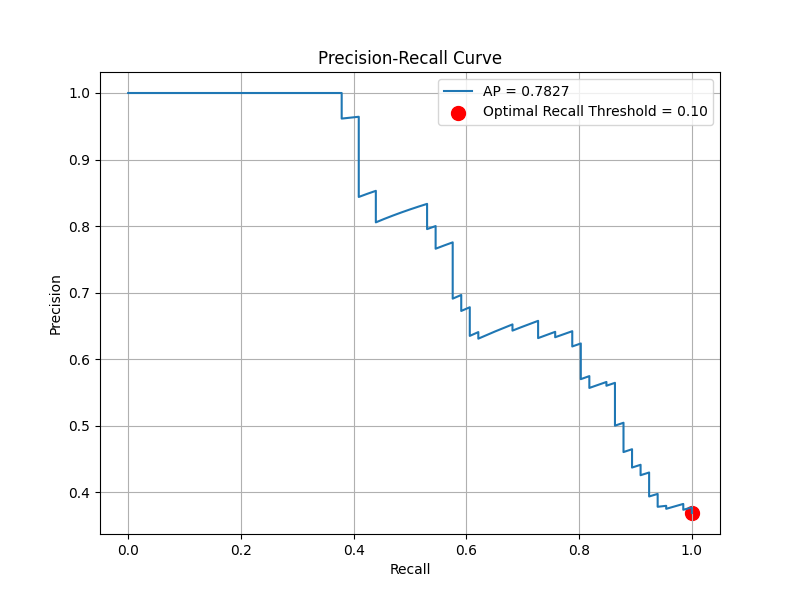 Precision-Recall Curve
AP = 0.7827
Optimal Recall Threshold = 0.10
Precision
1.0
0.9
0.8
0.7
0.6
0.5
0.4
0.0 0.2 0.4 0.6 0.8 1.0
Recall